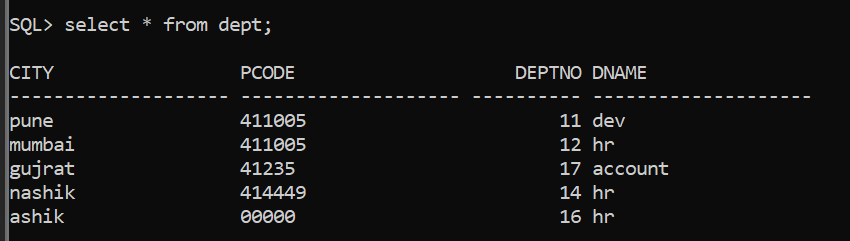 SQL> select * from dept;
CITY                 PCODE                    DEPTNO DNAME
-------------------- -------------------- ---------- --------------------
pune                 411005                       11 dev
mumbai               411005                       12 hr
gujrat               41235                        17 account
nashik               414449                       14 hr
ashik                00000                        16 hr